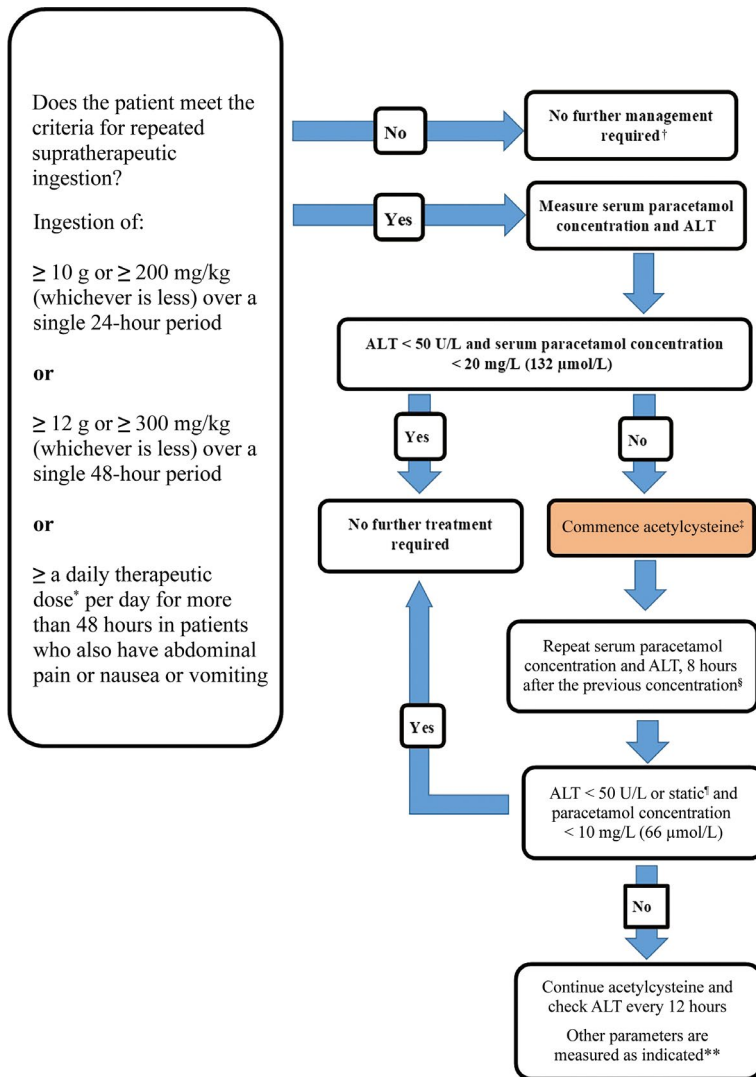 Does the patient meet the
criteria for repeated
supratherapeutic
ingestion?
Ingestion of:
≥ 10 g or ≥ 200 mg/kg
(whichever is less) over a
single 24-hour period
or
≥ 12 g or ≥ 300 mg/kg
(whichever is less) over a
single 48-hour period
or
≥ a daily therapeutic
dose* per day for more
than 48 hours in patients
who also have abdominal
pain or nausea or vomiting
No
No further management
required†
Yes
Measure serum paracetamol
concentration and ALT
ALT < 50 U/L and serum paracetamol concentration
< 20 mg/L (132 µmol/L)
Yes
No
No further treatment
required
Commence acetylcysteine‡
Repeat serum paracetamol
concentration and ALT, 8 hours
after the previous concentration§
Yes
ALT < 50 U/L or static¶ and
paracetamol concentration
< 10 mg/L (66 µmol/L)
No
Continue acetylcysteine and
check ALT every 12 hours
Other parameters are
measured as indicated**